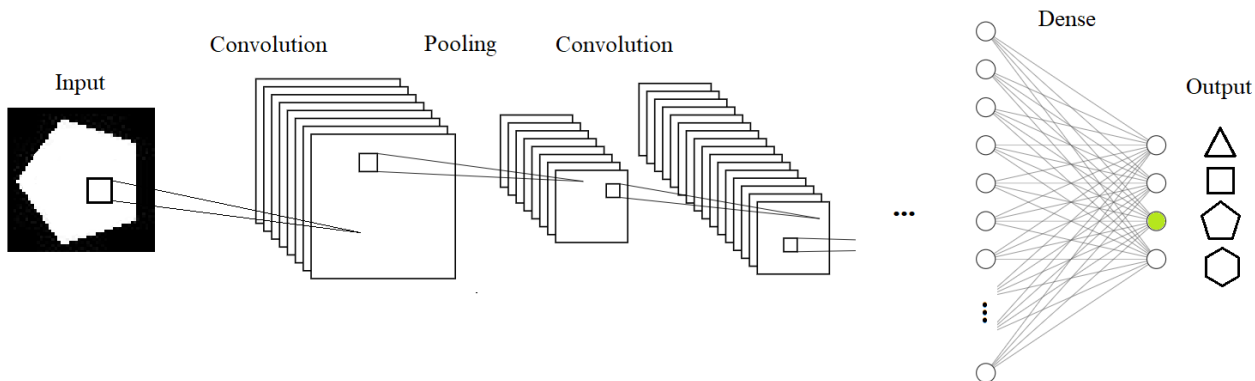 Input
Convolution
Pooling
Convolution
...
Dense
Output